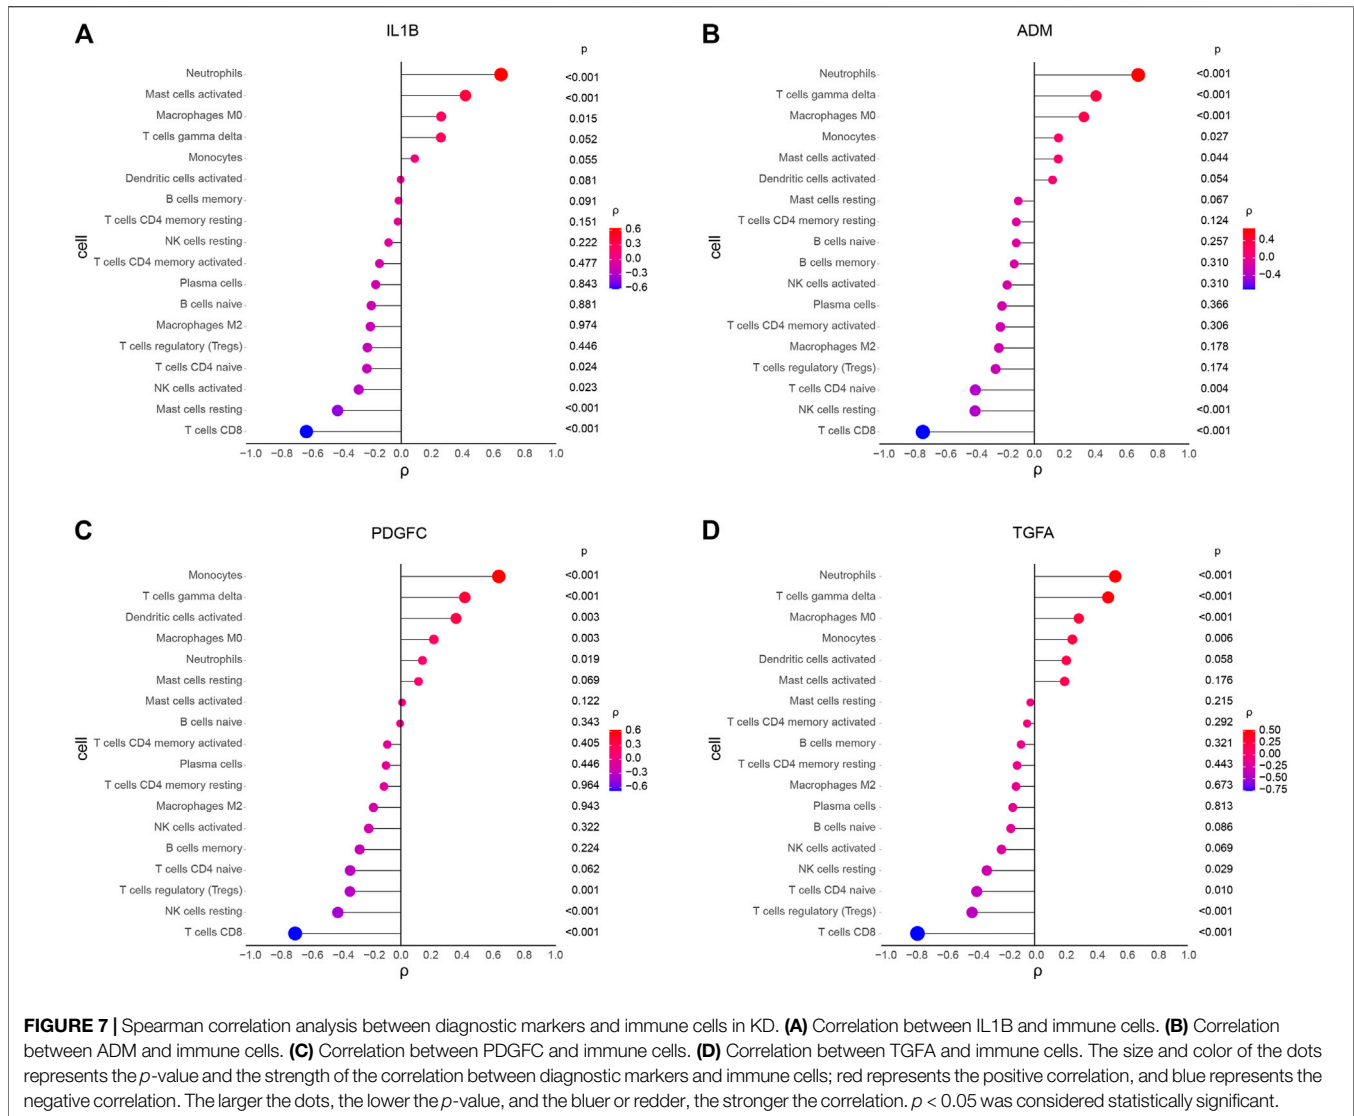 A
IL1B
p
Neutrophils <0.001
Mast cells activated <0.001
Macrophages M0 0.015
T cells gamma delta 0.052
Monocytes 0.055
Dendritic cells activated 0.081
B cells memory 0.091
T cells CD4 memory resting 0.151
NK cells resting 0.222
T cells CD4 memory activated 0.477
Plasma cells 0.843
B cells naive 0.881
Macrophages M2 0.974
T cells regulatory (Tregs) 0.446
T cells CD4 naive 0.024
NK cells activated 0.023
Mast cells resting <0.001
T cells CD8 <0.001
cell
−1.0 −0.8 −0.6 −0.4 −0.2 0.0 0.2 0.4 0.6 0.8 1.0
ρ
ρ
0.6
0.3
0.0
−0.3
−0.6
B
ADM
p
Neutrophils <0.001
T cells gamma delta <0.001
Macrophages M0 <0.001
Monocytes 0.027
Mast cells activated 0.044
Dendritic cells activated 0.054
Mast cells resting 0.067
T cells CD4 memory resting 0.124
B cells naive 0.257
B cells memory 0.310
NK cells activated 0.310
Plasma cells 0.366
T cells CD4 memory activated 0.306
Macrophages M2 0.178
T cells regulatory (Tregs) 0.174
T cells CD4 naive 0.004
NK cells resting <0.001
T cells CD8 <0.001
cell
−1.0 −0.8 −0.6 −0.4 −0.2 0.0 0.2 0.4 0.6 0.8 1.0
ρ
ρ
0.4
0.0
−0.4
C
PDGFC
p
Monocytes <0.001
T cells gamma delta <0.001
Dendritic cells activated 0.003
Macrophages M0 0.003
Neutrophils 0.019
Mast cells resting 0.069
Mast cells activated 0.122
B cells naive 0.343
T cells CD4 memory activated 0.405
Plasma cells 0.446
T cells CD4 memory resting 0.964
Macrophages M2 0.943
NK cells activated 0.322
B cells memory 0.224
T cells CD4 naive 0.062
T cells regulatory (Tregs) 0.001
NK cells resting <0.001
T cells CD8 <0.001
cell
−1.0 −0.8 −0.6 −0.4 −0.2 0.0 0.2 0.4 0.6 0.8 1.0
ρ
ρ
0.6
0.3
0.0
−0.3
−0.6
D
TGFA
p
Neutrophils <0.001
T cells gamma delta <0.001
Macrophages M0 <0.001
Monocytes 0.006
Dendritic cells activated 0.058
Mast cells activated 0.176
Mast cells resting 0.215
T cells CD4 memory activated 0.292
B cells memory 0.321
T cells CD4 memory resting 0.443
Macrophages M2 0.673
Plasma cells 0.813
B cells naive 0.086
NK cells activated 0.069
NK cells resting 0.029
T cells CD4 naive 0.010
T cells regulatory (Tregs) <0.001
T cells CD8 <0.001
cell
−1.0 −0.8 −0.6 −0.4 −0.2 0.0 0.2 0.4 0.6 0.8 1.0
ρ
ρ
0.50
0.25
0.00
−0.25
−0.50
−0.75
FIGURE 7 | Spearman correlation analysis between diagnostic markers and immune cells in KD. (A) Correlation between IL1B and immune cells. (B) Correlation
between ADM and immune cells. (C) Correlation between PDGFC and immune cells. (D) Correlation between TGFA and immune cells. The size and color of the dots
represents the p-value and the strength of the correlation between diagnostic markers and immune cells; red represents the positive correlation, and blue represents the
negative correlation. The larger the dots, the lower the p-value, and the bluer or redder, the stronger the correlation. p < 0.05 was considered statistically significant.